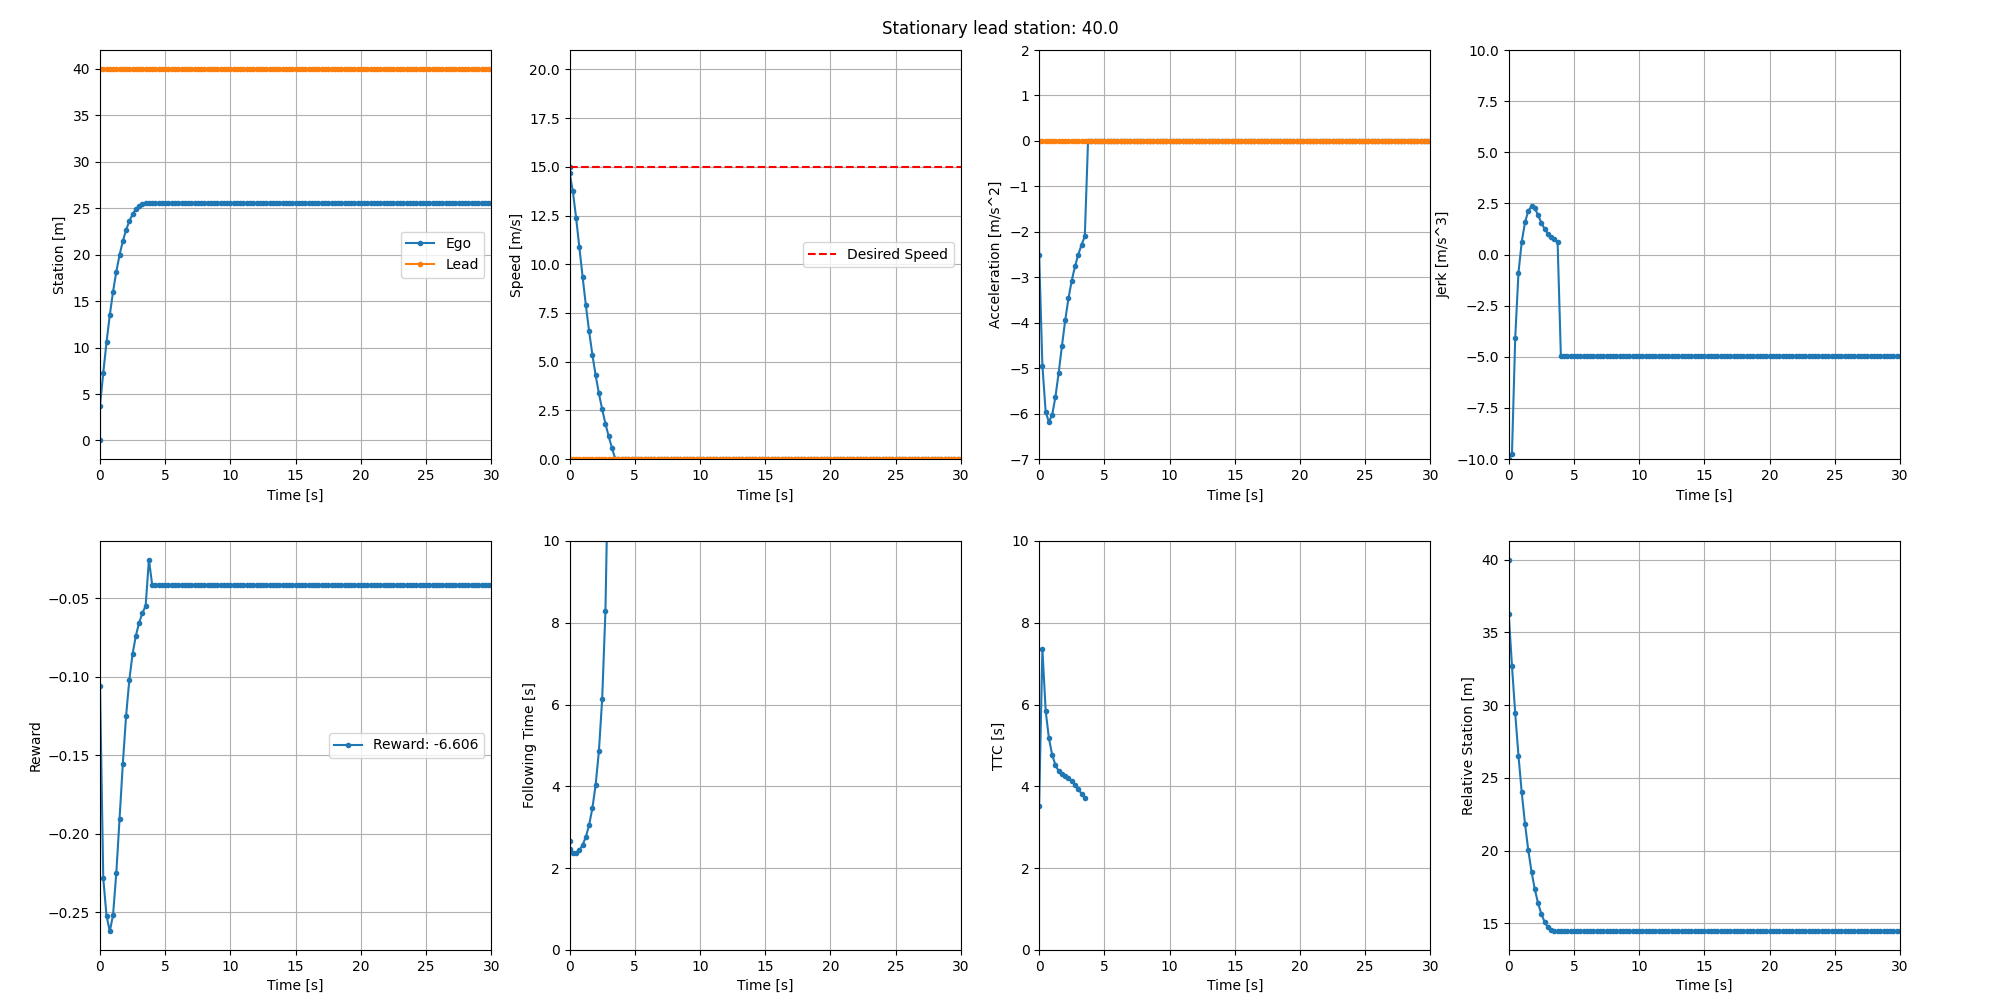 Stationary lead station: 40.0
40
35
30
25
20
15
10
5
0
Station [m]
Ego
Lead
0 5 10 15 20 25 30
Time [s]
20.0
17.5
15.0
12.5
10.0
7.5
5.0
2.5
0.0
Speed [m/s]
Desired Speed
0 5 10 15 20 25 30
Time [s]
2
1
0
−1
−2
−3
−4
−5
−6
−7
Acceleration [m/s^2]
0 5 10 15 20 25 30
Time [s]
10.0
7.5
5.0
2.5
0.0
−2.5
−5.0
−7.5
−10.0
Jerk [m/s^3]
0 5 10 15 20 25 30
Time [s]
−0.05
−0.10
−0.15
−0.20
−0.25
Reward
Reward: -6.606
0 5 10 15 20 25 30
Time [s]
10
8
6
4
2
0
Following Time [s]
0 5 10 15 20 25 30
Time [s]
10
8
6
4
2
0
TTC [s]
0 5 10 15 20 25 30
Time [s]
40
35
30
25
20
15
Relative Station [m]
0 5 10 15 20 25 30
Time [s]